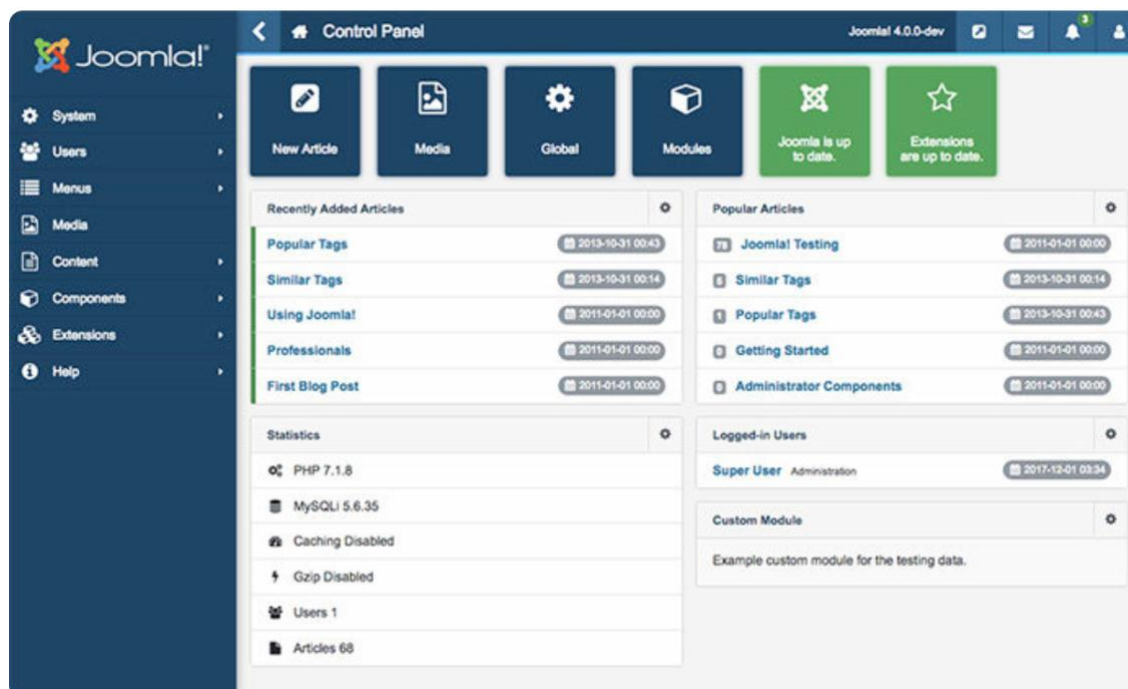 Joomla!
Control Panel
Joomla! 4.0.0-dev
3
System
Users
Menus
Media
Content
Components
Extensions
Help
New Article
Media
Global
Modules
Joomla is up
to date.
Extensions
are up to date.
Recently Added Articles
Popular Tags 2013-10-31 00:43
Similar Tags 2013-10-31 00:14
Using Joomla! 2011-01-01 00:00
Professionals 2011-01-01 00:00
First Blog Post 2011-01-01 00:00
Popular Articles
78 Joomla! Testing 2011-01-01 00:00
Similar Tags 2013-10-31 00:14
1 Popular Tags 2013-10-31 00:43
Getting Started 2011-01-01 00:00
Administrator Components 2011-01-01 00:00
Statistics
PHP 7.1.8
MySQLi 5.6.35
Caching Disabled
Gzip Disabled
Users 1
Articles 68
Logged-in Users
Super User Administration 2017-12-01 03:34
Custom Module
Example custom module for the testing data.